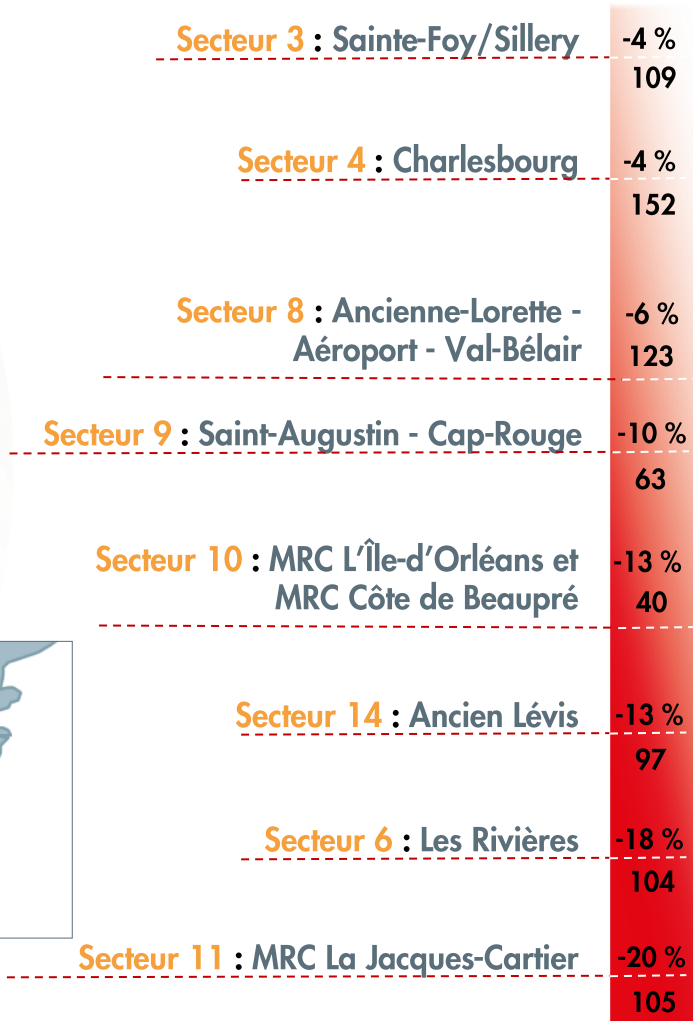 Secteur 3 : Sainte-Foy/Sillery -4 %
109
Secteur 4 : Charlesbourg -4 %
152
Secteur 8 : Ancienne-Lorette - -6 %
Aéroport - Val-Bélair 123
Secteur 9 : Saint-Augustin - Cap-Rouge -10 %
63
Secteur 10 : MRC L’Île-d’Orléans et -13 %
MRC Côte de Beaupré 40
Secteur 14 : Ancien Lévis -13 %
97
Secteur 6 : Les Rivières -18 %
104
Secteur 11 : MRC La Jacques-Cartier -20 %
105